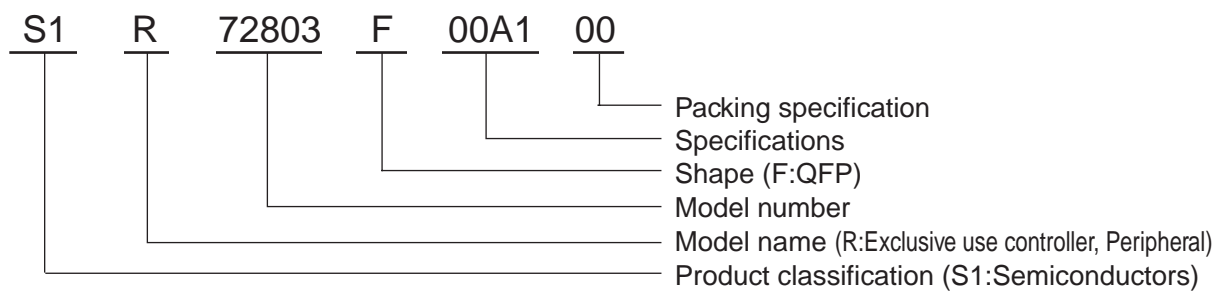 S1 R 72803 F 00A1 00
Packing specification
Specifications
Shape (F:QFP)
Model number
Model name (R:Exclusive use controller, Peripheral)
Product classification (S1:Semiconductors)